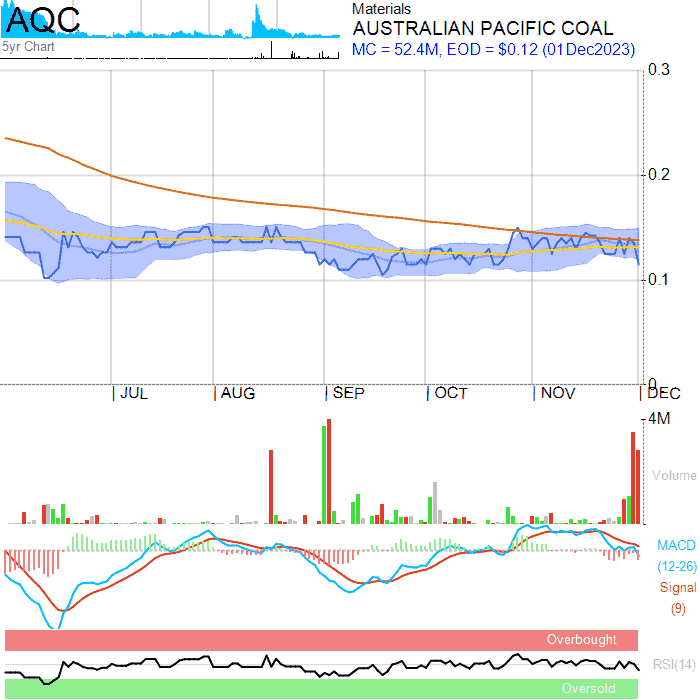 AQC
5yr Chart
Materials
AUSTRALIAN PACIFIC COAL
MC = 52.4M, EOD = $0.12 (01Dec2023)
0.3
0.2
0.1
0
JUL
AUG
SEP
OCT
NOV
DEC
4M
Volume
MACD
(12-26)
Signal
(9)
Overbought
RSI(14)
Oversold